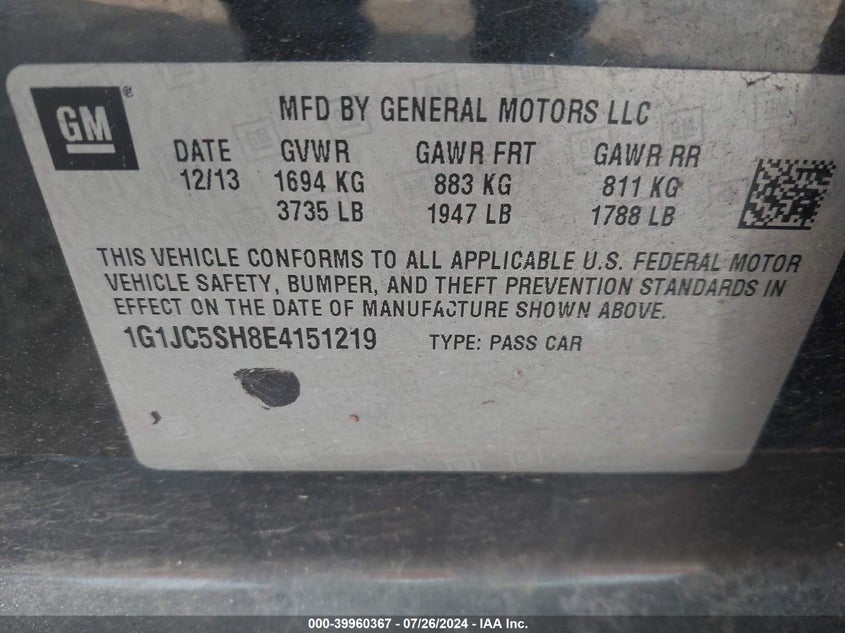 GM®
MFD BY GENERAL MOTORS LLC
DATE GVWR GAWR FRT GAWR RR
12/13 1694 KG 883 KG 811 KG
3735 LB 1947 LB 1788 LB
THIS VEHICLE CONFORMS TO ALL APPLICABLE U.S. FEDERAL MOTOR
VEHICLE SAFETY, BUMPER, AND THEFT PREVENTION STANDARDS IN
EFFECT ON THE DATE OF MANUFACTURE SHOWN ABOVE.
1G1JC5SH8E4151219 TYPE: PASS CAR
000-39960367 - 07/26/2024 - IAA Inc.